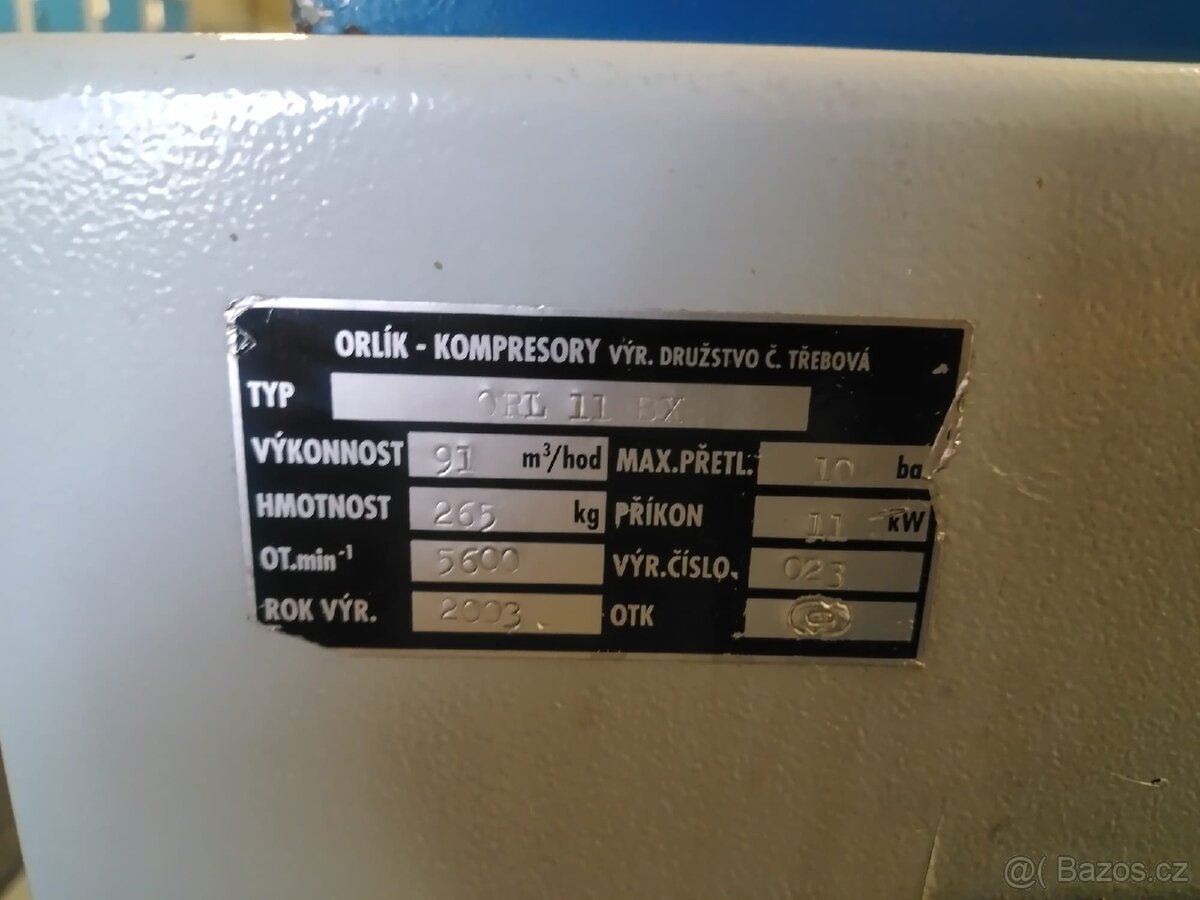 ORLÍK - KOMPRESORY VÝR. DRUŽSTVO Č. TŘEBOVÁ
TYP ORL 11 BX
VÝKONNOST 91 m³/hod MAX.PŘETL. 10 ba
HMOTNOST 265 kg PŘÍKON 11 kW
OT.min⁻¹ 5600 VÝR.ČÍSLO. 023
ROK VÝR. 2003 OTK
@( Bazos.cz